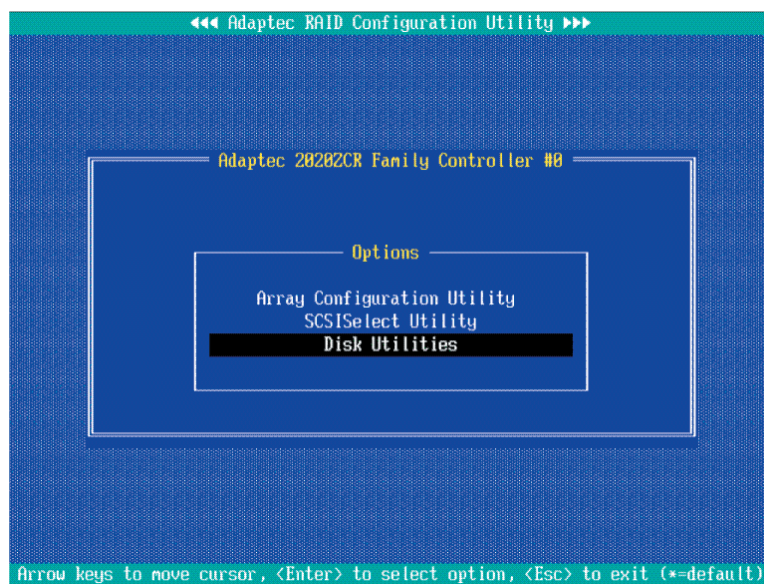 ◄◄◄ Adaptec RAID Configuration Utility ►►►
Adaptec 2020ZCR Family Controller #0
Options
Array Configuration Utility
SCSISelect Utility
Disk Utilities
Arrow keys to move cursor, <Enter> to select option, <Esc> to exit (*=default)